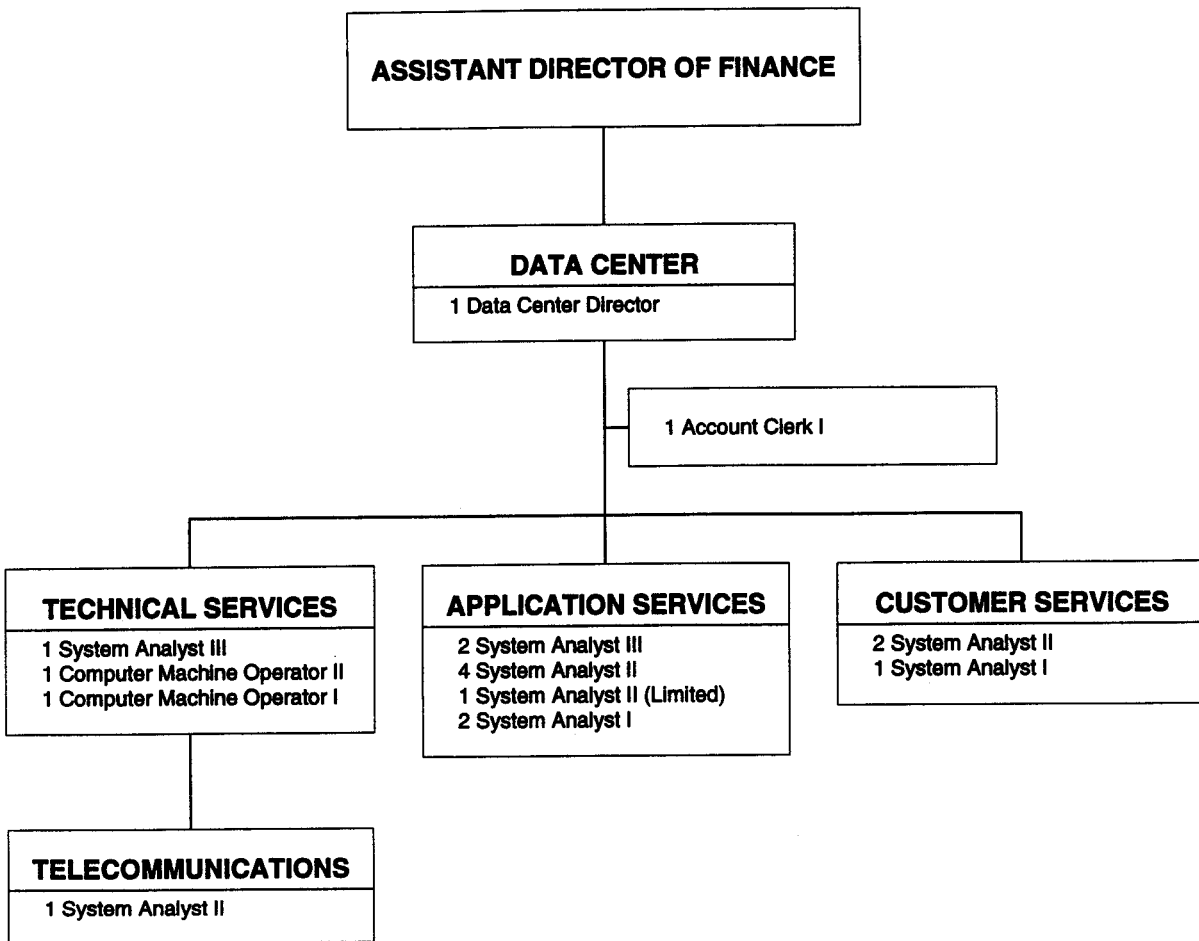 ASSISTANT DIRECTOR OF FINANCE
DATA CENTER
1 Data Center Director
1 Account Clerk I
TECHNICAL SERVICES
1 System Analyst III
1 Computer Machine Operator II
1 Computer Machine Operator I
APPLICATION SERVICES
2 System Analyst III
4 System Analyst II
1 System Analyst II (Limited)
2 System Analyst I
CUSTOMER SERVICES
2 System Analyst II
1 System Analyst I
TELECOMMUNICATIONS
1 System Analyst II